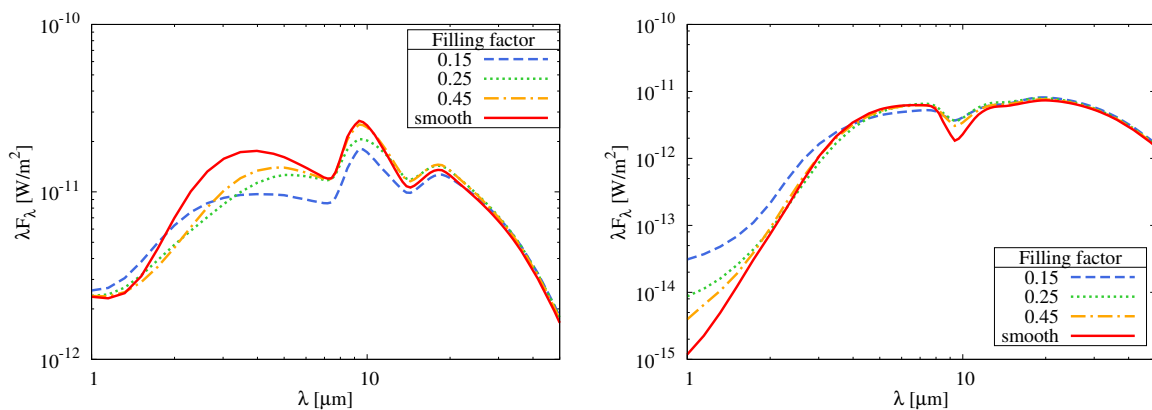 10⁻¹⁰
10⁻¹¹
10⁻¹²
λF_λ [W/m²]
1
10
λ [μm]
Filling factor
0.15
0.25
0.45
smooth
10⁻¹⁰
10⁻¹¹
10⁻¹²
10⁻¹³
10⁻¹⁴
10⁻¹⁵
λF_λ [W/m²]
1
10
λ [μm]
Filling factor
0.15
0.25
0.45
smooth